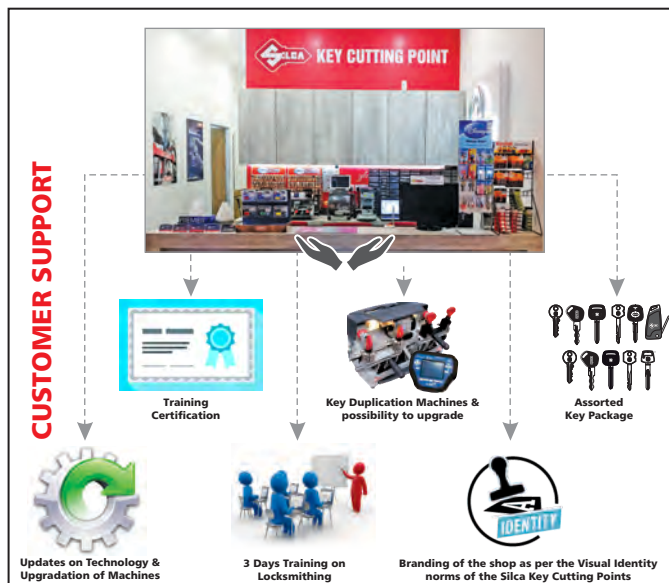 SILCA KEY CUTTING POINT
CUSTOMER SUPPORT
Training
Certification
Key Duplication Machines &
possibility to upgrade
Assorted
Key Package
IDENTITY
Updates on Technology &
Upgradation of Machines
3 Days Training on
Locksmithing
Branding of the shop as per the Visual Identity
norms of the Silca Key Cutting Points